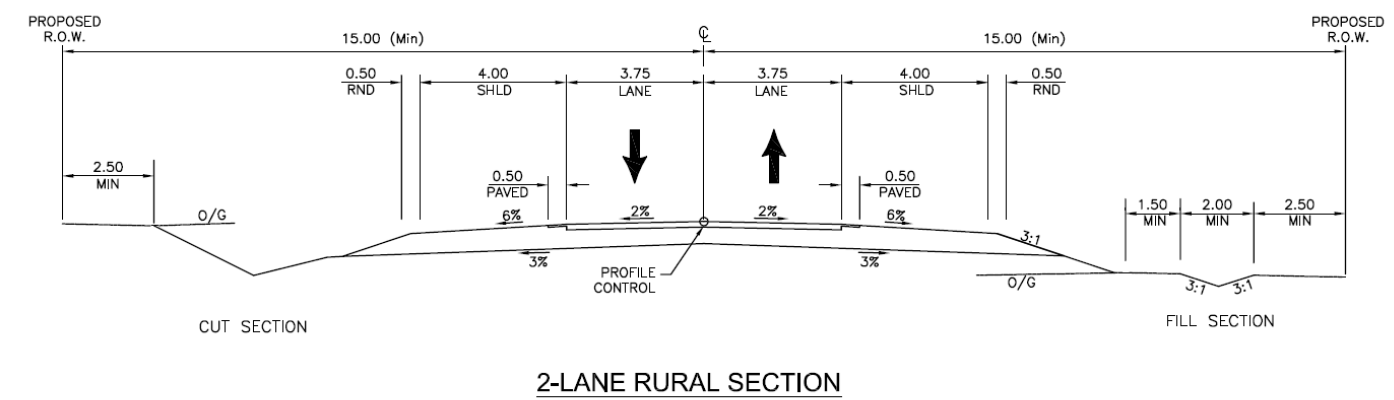 PROPOSED
R.O.W.
15.00 (Min)
℄
15.00 (Min)
PROPOSED
R.O.W.
0.50
RND
4.00
SHLD
3.75
LANE
3.75
LANE
4.00
SHLD
0.50
RND
2.50
MIN
0.50
PAVED
0.50
PAVED
1.50
MIN
2.00
MIN
2.50
MIN
O/G
6%
2%
2%
6%
3:1
3%
3%
PROFILE
CONTROL
O/G
3:1
3:1
CUT SECTION
FILL SECTION
2-LANE RURAL SECTION